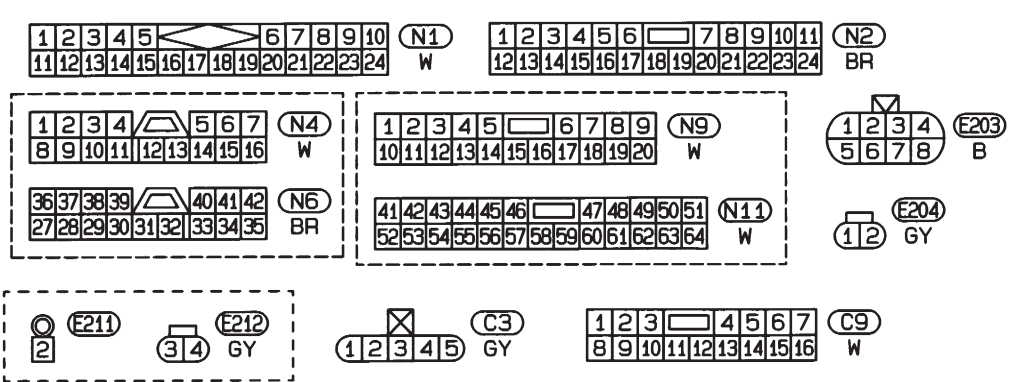 1 2 3 4 5 6 7 8 9 10 N1
11 12 13 14 15 16 17 18 19 20 21 22 23 24 W
1 2 3 4 5 6 7 8 9 10 11 N2
12 13 14 15 16 17 18 19 20 21 22 23 24 BR
1 2 3 4 5 6 7 N4
8 9 10 11 12 13 14 15 16 W
36 37 38 39 40 41 42 N6
27 28 29 30 31 32 33 34 35 BR
1 2 3 4 5 6 7 8 9 N9
10 11 12 13 14 15 16 17 18 19 20 W
41 42 43 44 45 46 47 48 49 50 51 N11
52 53 54 55 56 57 58 59 60 61 62 63 64 W
1 2 3 4 E203
5 6 7 8 B
E204
1 2 GY
E211
2
E212
3 4 GY
C3
1 2 3 4 5 GY
1 2 3 4 5 6 7 C9
8 9 10 11 12 13 14 15 16 W